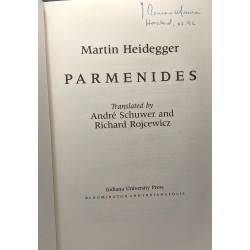 Martin Heidegger
PARMENIDES
Translated by
André Schuwer and
Richard Rojcewicz
Indiana University Press
BLOOMINGTON AND INDIANAPOLIS